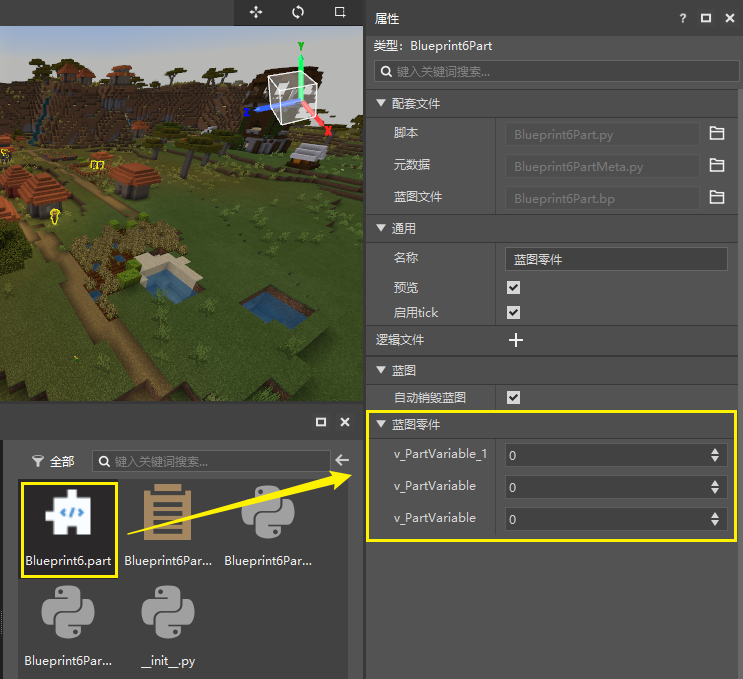 属性
?
类型：Blueprint6Part
键入关键词搜索...
配套文件
脚本 Blueprint6Part.py
元数据 Blueprint6PartMeta.py
蓝图文件 Blueprint6Part.bp
通用
名称 蓝图零件
预览
启用tick
逻辑文件
蓝图
自动销毁蓝图
蓝图零件
v_PartVariable_1 0
v_PartVariable 0
v_PartVariable 0
Y
Z
X
全部 键入关键词搜索...
Blueprint6.part Blueprint6Par... Blueprint6Par...
Blueprint6Par... __init__.py